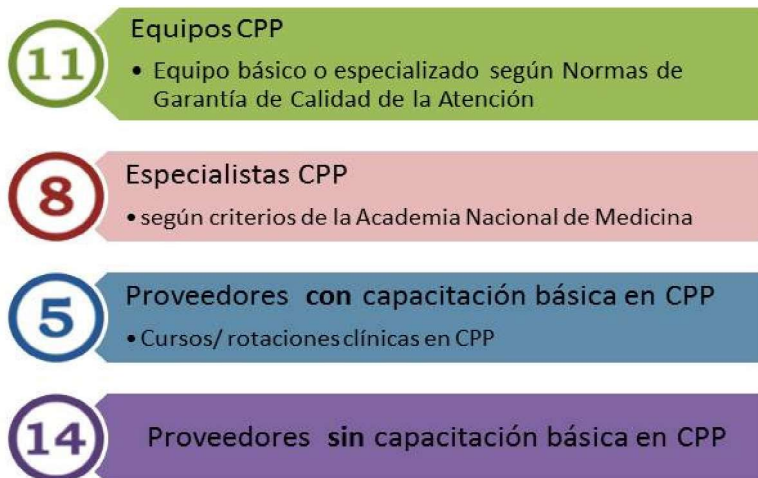 11
Equipos CPP
• Equipo básico o especializado según Normas de
Garantía de Calidad de la Atención
8
Especialistas CPP
• según criterios de la Academia Nacional de Medicina
5
Proveedores con capacitación básica en CPP
• Cursos/ rotaciones clínicas en CPP
14
Proveedores sin capacitación básica en CPP